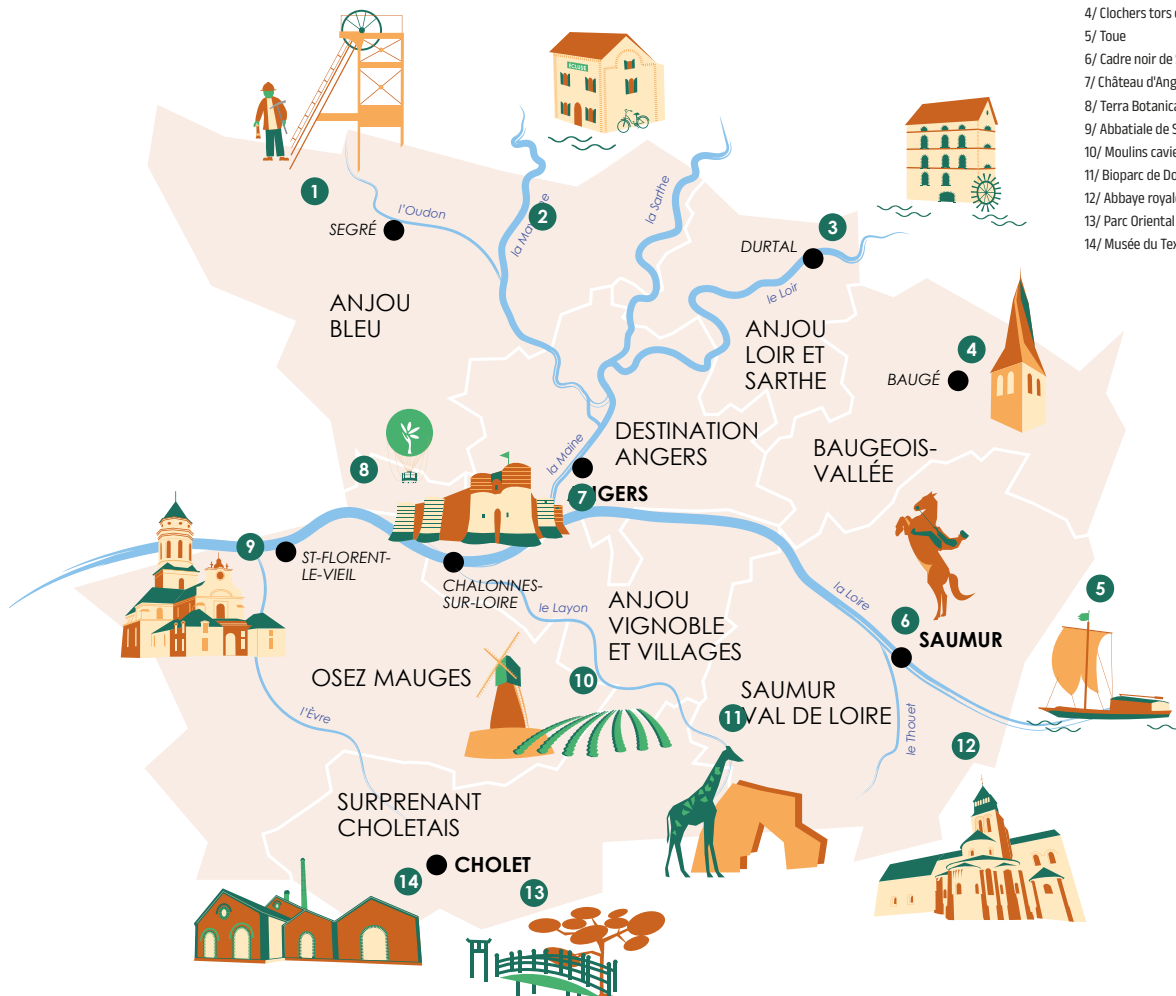 4/ Clochers tors
5/ Toue
6/ Cadre noir de
7/ Château d'Ang
8/ Terra Botanica
9/ Abbatiale de S
10/ Moulins cavie
11/ Bioparc de Do
12/ Abbaye royale
13/ Parc Oriental
14/ Musée du Tex
ECLUSE
1
l'Oudon
SEGRÉ
la Ma
ne
2
la Sarthe
3
DURTAL
le Loir
ANJOU
BLEU
ANJOU
LOIR ET
SARTHE
4
BAUGÉ
DESTINATION
ANGERS
la Maine
8
7
GERS
BAUGEOIS-
VALLÉE
9
ST-FLORENT-
LE-VIEIL
CHALONNES-
SUR-LOIRE
le Layon
ANJOU
VIGNOBLE
ET VILLAGES
la Loire
5
6
SAUMUR
OSEZ MAUGES
10
l'Èvre
SAUMUR
VAL DE LOIRE
11
le Thouet
12
SURPRENANT
CHOLETAIS
CHOLET
14
13